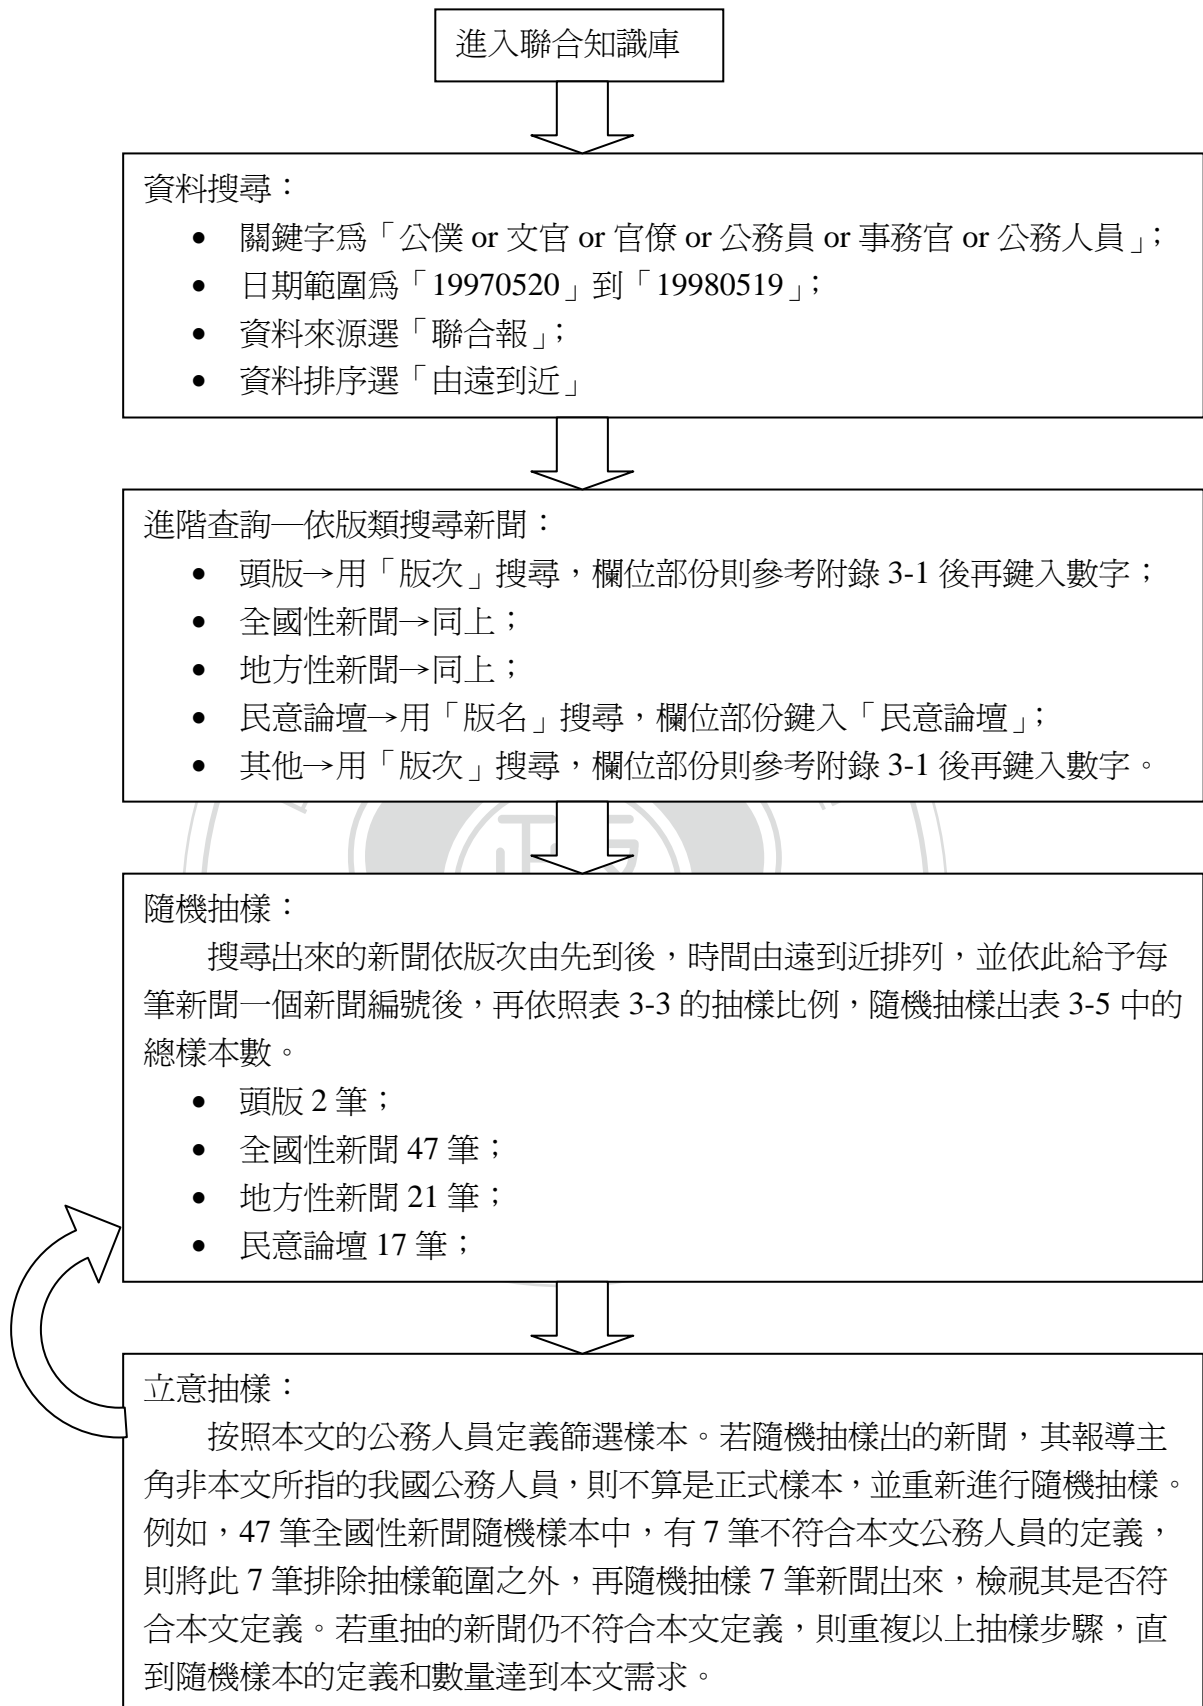 進入聯合知識庫
資料搜尋：
● 關鍵字為「公僕 or 文官 or 官僚 or 公務員 or 事務官 or 公務人員」；
● 日期範圍為「19970520」到「19980519」；
● 資料來源選「聯合報」；
● 資料排序選「由遠到近」
進階查詢—依版類搜尋新聞：
● 頭版→用「版次」搜尋，欄位部份則參考附錄 3-1 後再鍵入數字；
● 全國性新聞→同上；
● 地方性新聞→同上；
● 民意論壇→用「版名」搜尋，欄位部份鍵入「民意論壇」；
● 其他→用「版次」搜尋，欄位部份則參考附錄 3-1 後再鍵入數字。
隨機抽樣：
搜尋出來的新聞依版次由先到後，時間由遠到近排列，並依此給予每
筆新聞一個新聞編號後，再依照表 3-3 的抽樣比例，隨機抽樣出表 3-5 中的
總樣本數。
● 頭版 2 筆；
● 全國性新聞 47 筆；
● 地方性新聞 21 筆；
● 民意論壇 17 筆；
立意抽樣：
按照本文的公務人員定義篩選樣本。若隨機抽樣出的新聞，其報導主
角非本文所指的我國公務人員，則不算是正式樣本，並重新進行隨機抽樣。
例如，47 筆全國性新聞隨機樣本中，有 7 筆不符合本文公務人員的定義，
則將此 7 筆排除抽樣範圍之外，再隨機抽樣 7 筆新聞出來，檢視其是否符
合本文定義。若重抽的新聞仍不符合本文定義，則重複以上抽樣步驟，直
到隨機樣本的定義和數量達到本文需求。